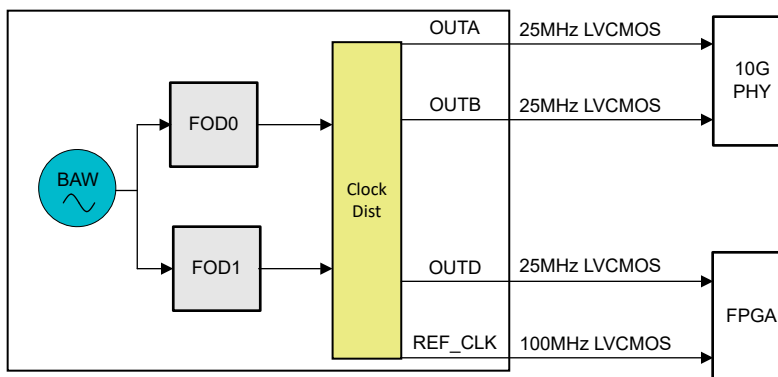 OUTA
25MHz LVCMOS
10G
PHY
FOD0
OUTB
25MHz LVCMOS
BAW
Clock
Dist
FOD1
OUTD
25MHz LVCMOS
FPGA
REF_CLK
100MHz LVCMOS